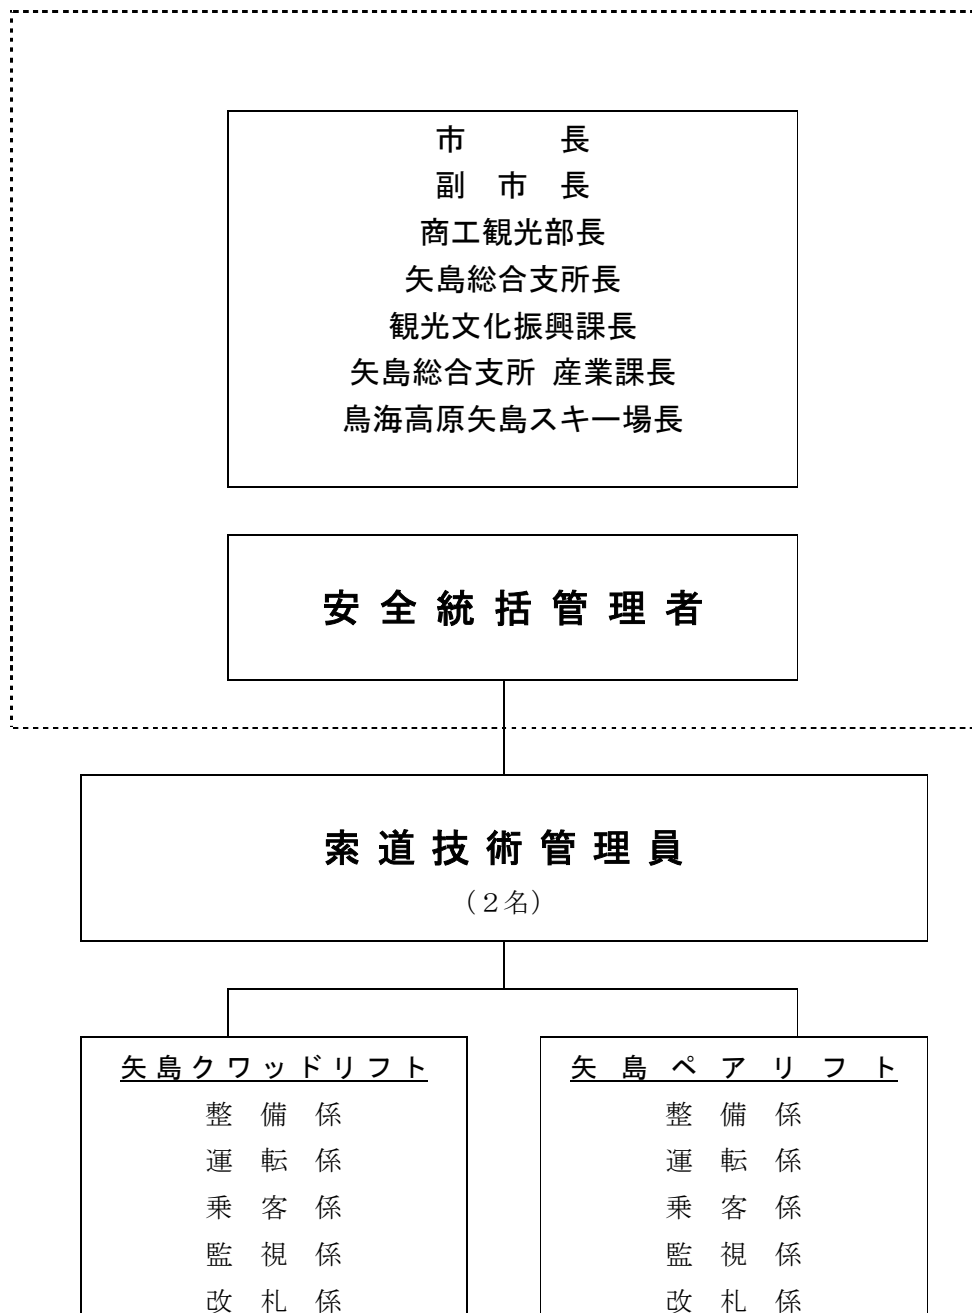 市　　　長
副　市　長
商工観光部長
矢島総合支所長
観光文化振興課長
矢島総合支所 産業課長
鳥海高原矢島スキー場長
安全統括管理者
索道技術管理員
（２名）
矢島クワッドリフト
整　備　係
運　転　係
乗　客　係
監　視　係
改　札　係
矢島ペアリフト
整　備　係
運　転　係
乗　客　係
監　視　係
改　札　係